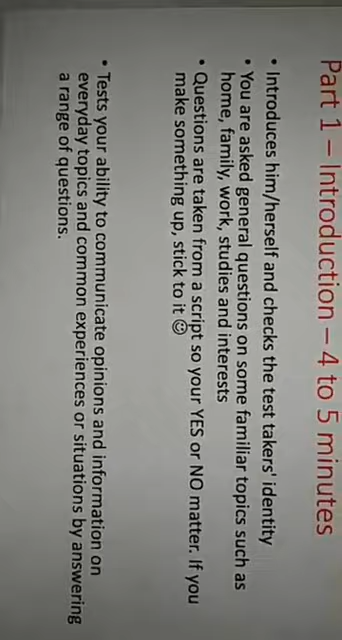 Part 1 – Introduction – 4 to 5 minutes
• Introduces him/herself and checks the test takers' identity
• You are asked general questions on some familiar topics such as
home, family, work, studies and interests
• Questions are taken from a script so your YES or NO matter. If you
make something up, stick to it ☺
• Tests your ability to communicate opinions and information on
everyday topics and common experiences or situations by answering
a range of questions.